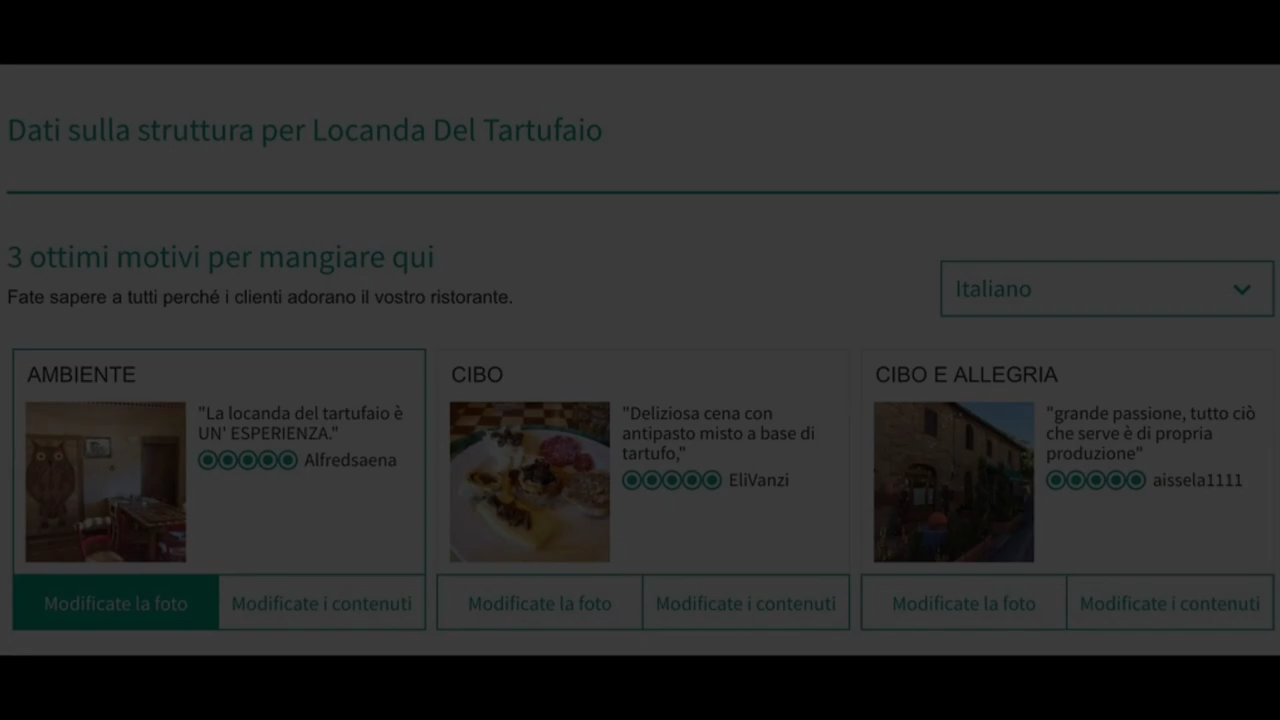 Dati sulla struttura per Locanda Del Tartufaio
3 ottimi motivi per mangiare qui
Fate sapere a tutti perché i clienti adorano il vostro ristorante.
Italiano
AMBIENTE
"La locanda del tartufaio è
UN' ESPERIENZA."
Alfredsaena
Modificate la foto
Modificate i contenuti
CIBO
"Deliziosa cena con
antipasto misto a base di
tartufo,"
EliVanzi
Modificate la foto
Modificate i contenuti
CIBO E ALLEGRIA
"grande passione, tutto ciò
che serve è di propria
produzione"
aissela1111
Modificate la foto
Modificate i contenuti